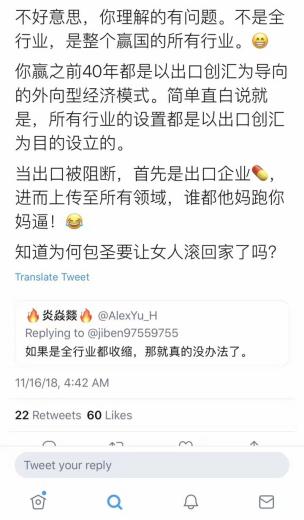 不好意思，你理解的有问题。不是全
行业，是整个赢国的所有行业。😁
你赢之前40年都是以出口创汇为导向
的外向型经济模式。简单直白说就
是，所有行业的设置都是以出口创汇
为目的设立的。
当出口被阻断，首先是出口企业💊，
进而上传至所有领域，谁都他妈跑你
妈逼！😂
知道为何包圣要让女人滚回家了吗?
Translate Tweet
🔥炎焱燚🔥 @AlexYu_H
Replying to @jiben97559755
如果是全行业都收缩，那就真的没办法了。
11/16/18, 4:42 AM
22 Retweets 60 Likes
Tweet your reply